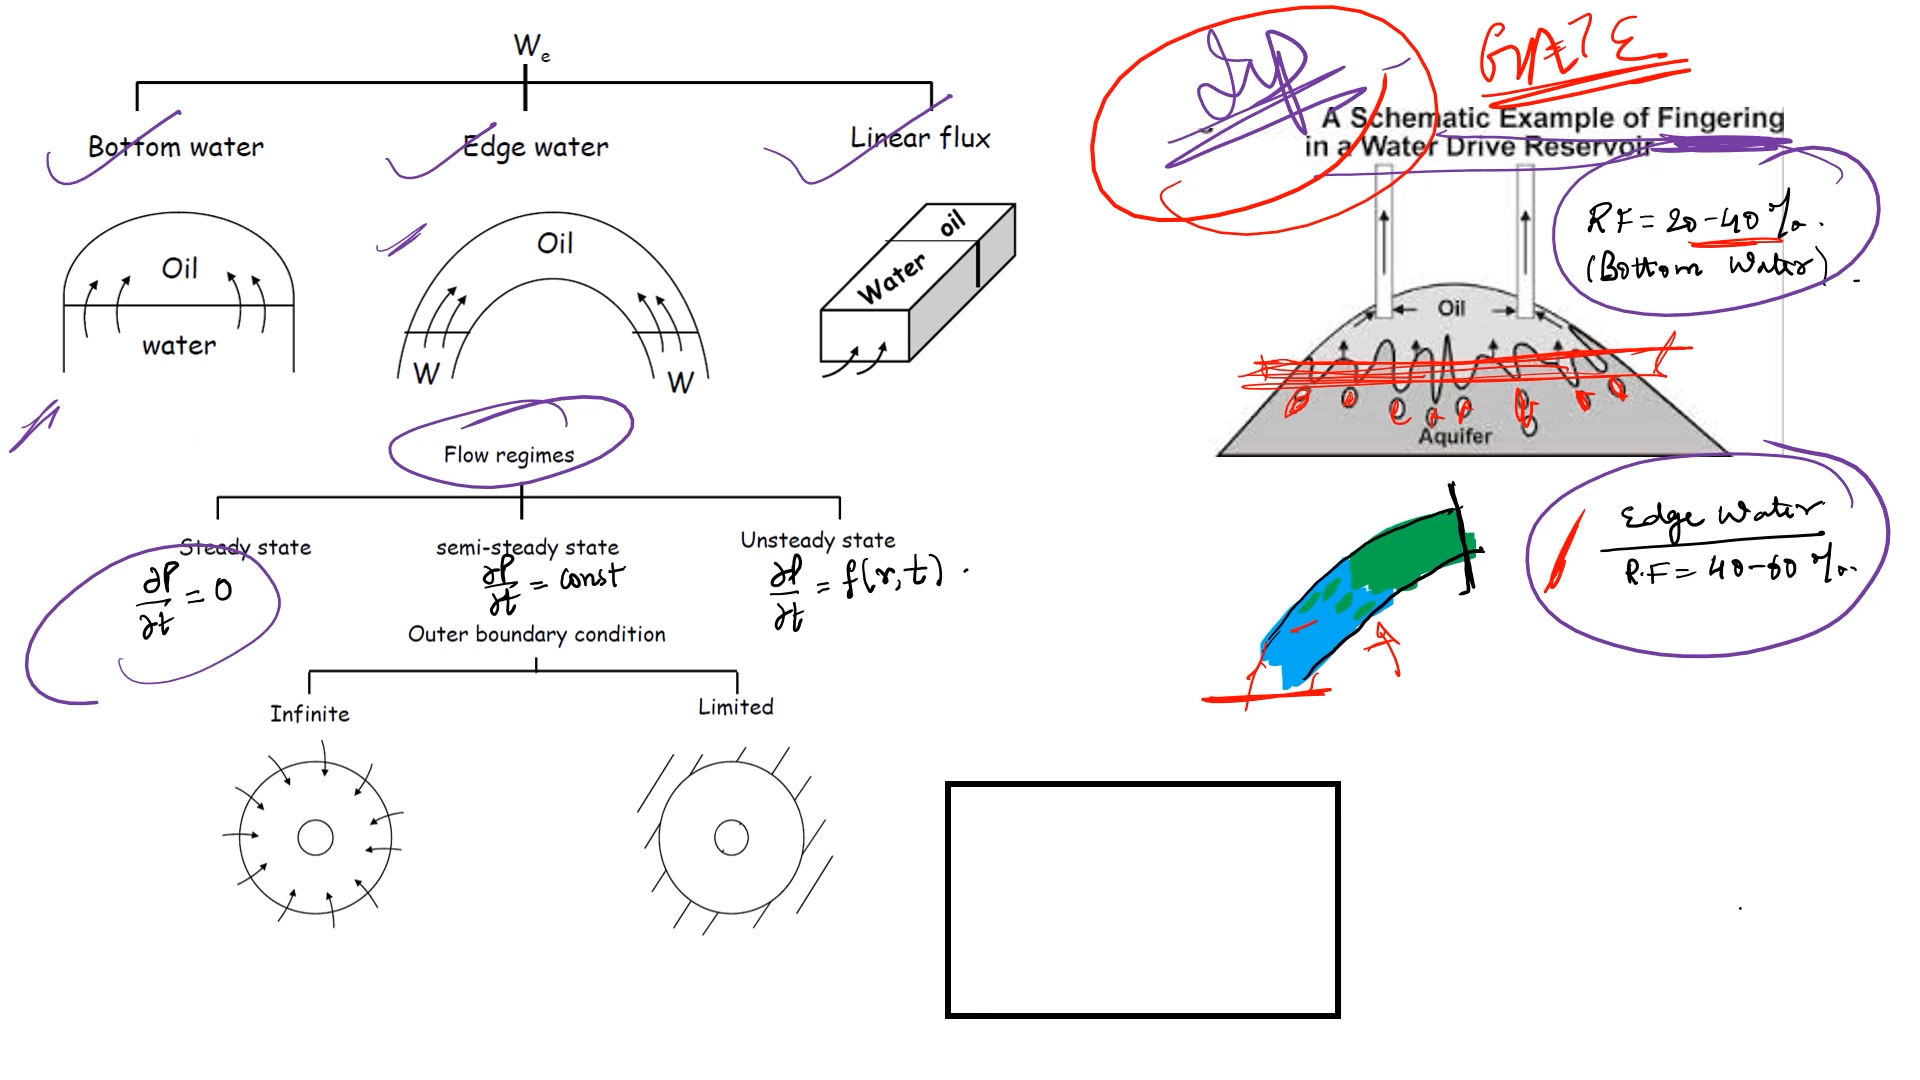 We
Bottom water
Edge water
Linear flux
Oil
water
Oil
W
W
oil
Water
Flow regimes
Steady state
semi-steady state
Unsteady state
∂P/∂t = 0
∂P/∂t = const
∂P/∂t = f(r,t).
Outer boundary condition
Infinite
Limited
Imp
GATE
A Schematic Example of Fingering
in a Water Drive Reservoir
RF = 20-40%.
(Bottom Water).
Oil
Aquifer
Edge Water
R.F = 40-60%.